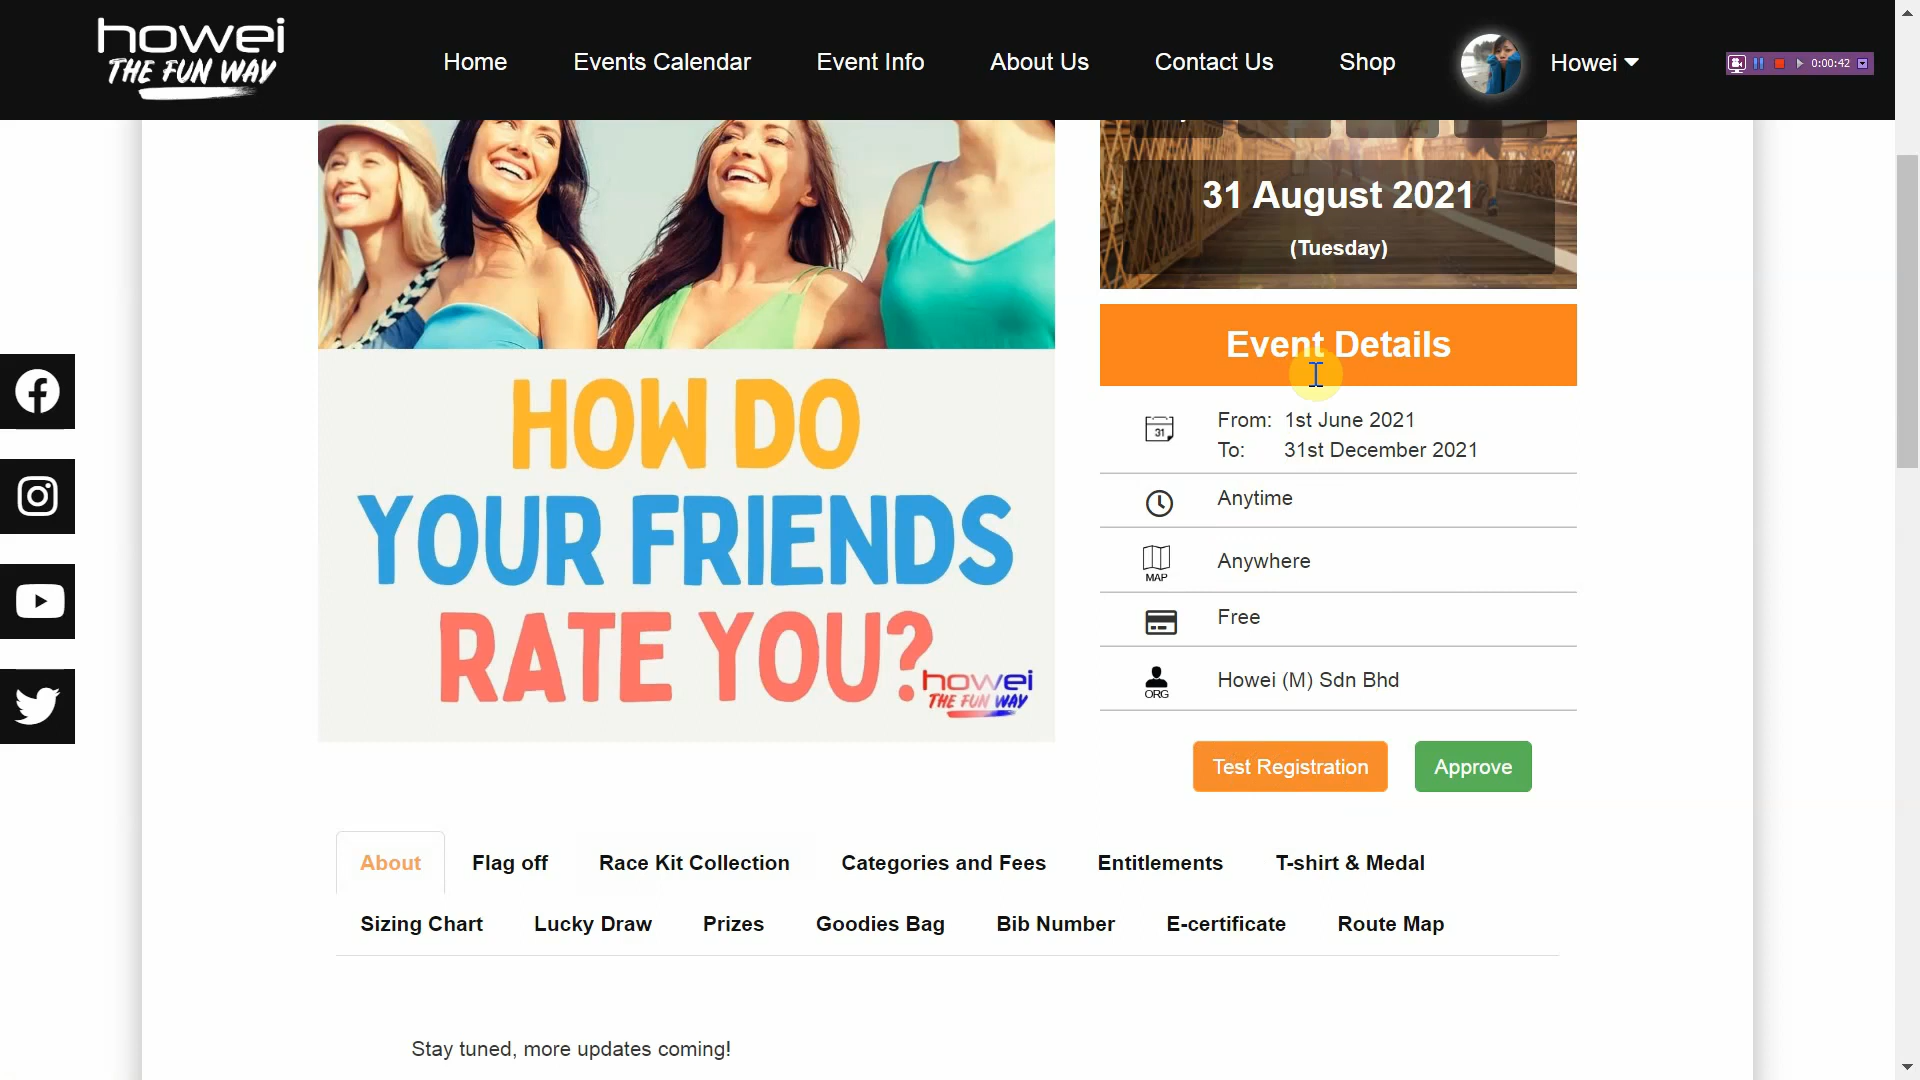 howei
THE FUN WAY
Home
Events Calendar
Event Info
About Us
Contact Us
Shop
Howei
0:00:42
31 August 2021
(Tuesday)
Event Details
31
From: 1st June 2021
To: 31st December 2021
Anytime
MAP
Anywhere
Free
ORG
Howei (M) Sdn Bhd
HOW DO
YOUR FRIENDS
RATE YOU?
howei
THE FUN WAY
Test Registration
Approve
About
Flag off
Race Kit Collection
Categories and Fees
Entitlements
T-shirt & Medal
Sizing Chart
Lucky Draw
Prizes
Goodies Bag
Bib Number
E-certificate
Route Map
Stay tuned, more updates coming!